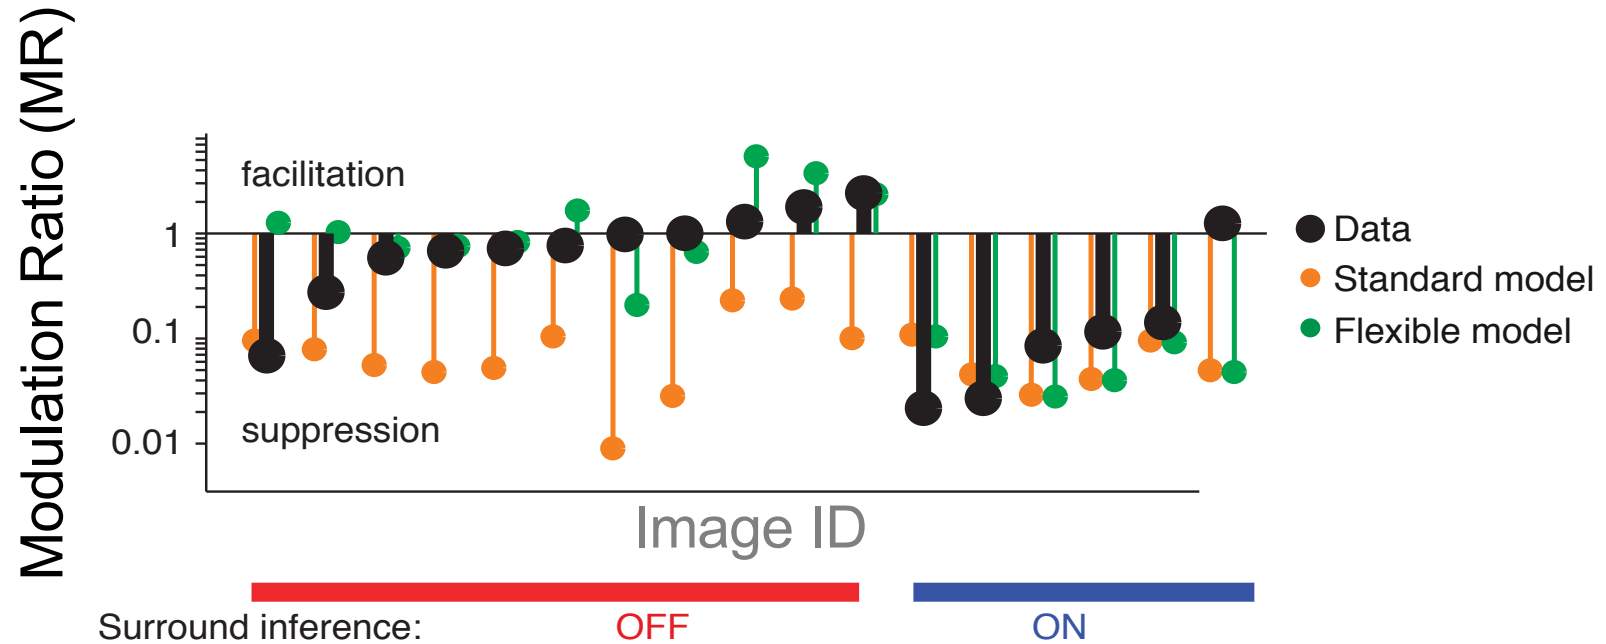 Modulation Ratio (MR)
facilitation
1
0.1
0.01
suppression
Data
Standard model
Flexible model
Image ID
Surround inference: OFF ON